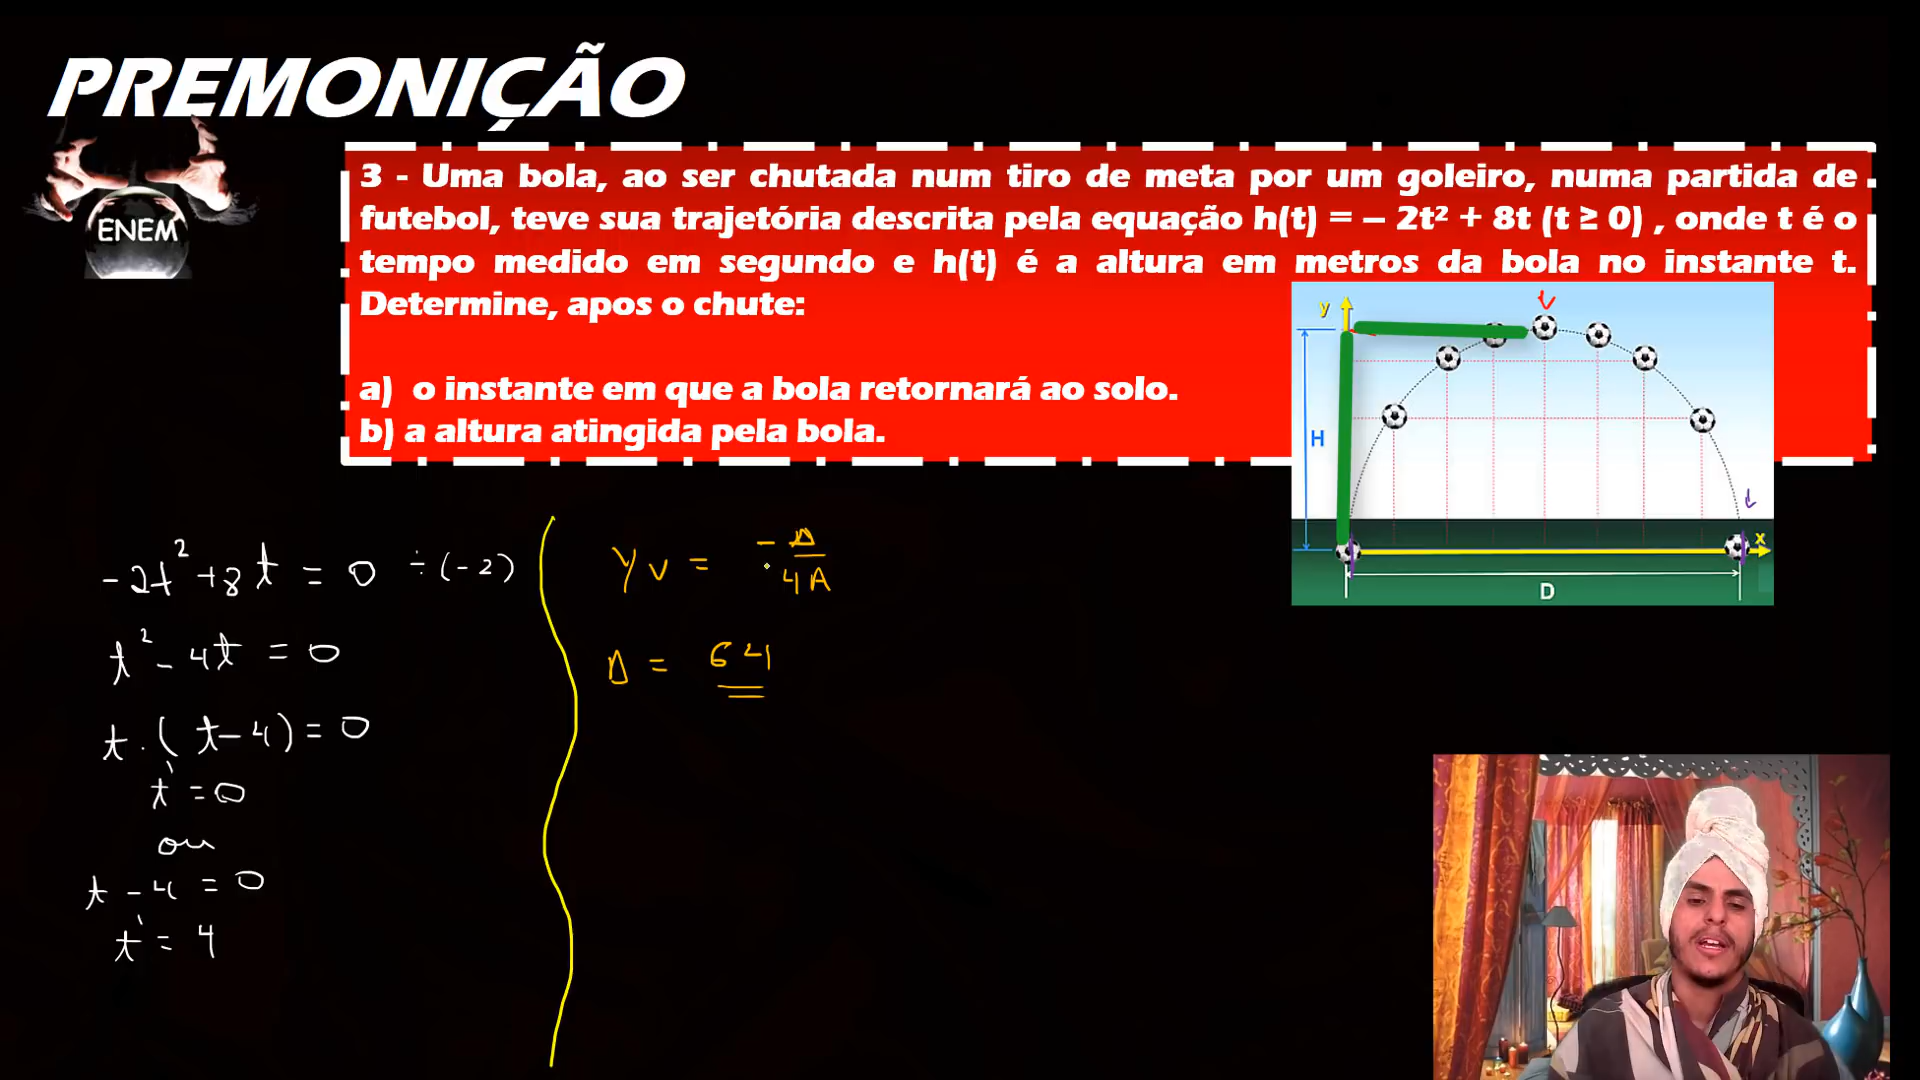 PREMONIÇÃO
ENEM
3 - Uma bola, ao ser chutada num tiro de meta por um goleiro, numa partida de
futebol, teve sua trajetória descrita pela equação h(t) = – 2t² + 8t (t ≥ 0) , onde t é o
tempo medido em segundo e h(t) é a altura em metros da bola no instante t.
Determine, apos o chute:
a) o instante em que a bola retornará ao solo.
b) a altura atingida pela bola.
y
H
x
D
-2t² + 8t = 0 ÷(-2)
t² - 4t = 0
t . ( t - 4) = 0
t' = 0
ou
t - 4 = 0
t' = 4
yv = -Δ/4A
Δ = 64